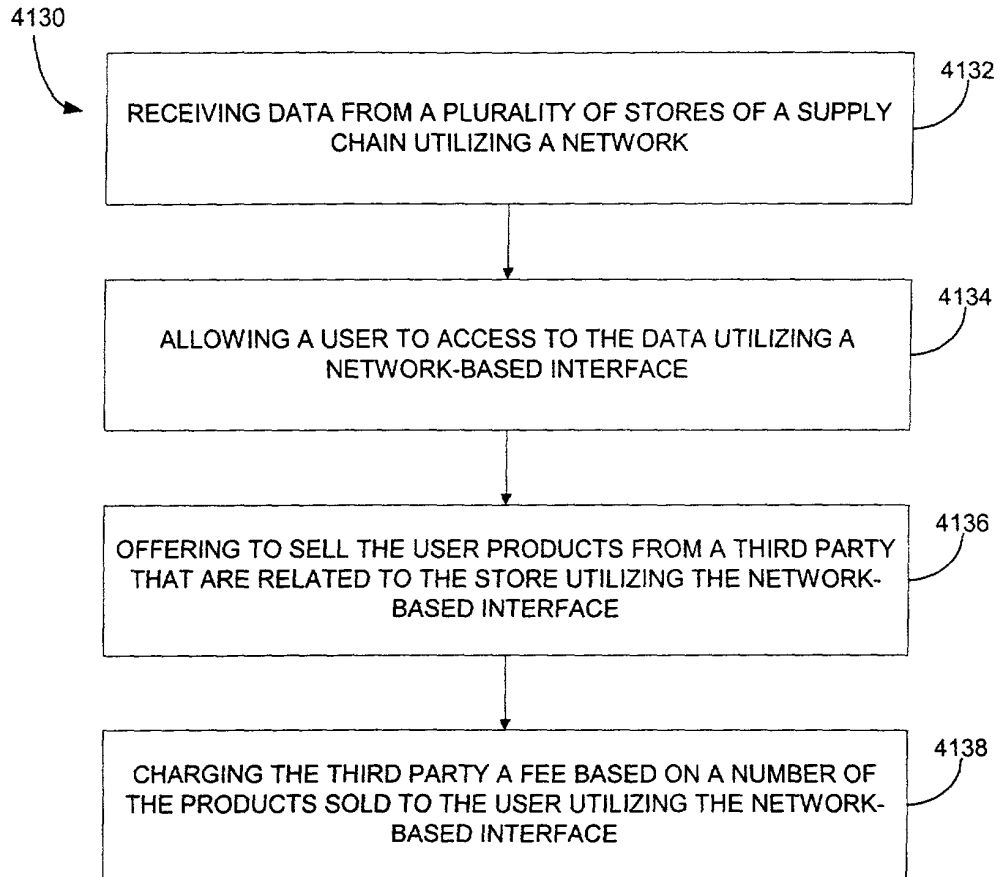 4130
4132
RECEIVING DATA FROM A PLURALITY OF STORES OF A SUPPLY
CHAIN UTILIZING A NETWORK
4134
ALLOWING A USER TO ACCESS TO THE DATA UTILIZING A
NETWORK-BASED INTERFACE
4136
OFFERING TO SELL THE USER PRODUCTS FROM A THIRD PARTY
THAT ARE RELATED TO THE STORE UTILIZING THE NETWORK-
BASED INTERFACE
4138
CHARGING THE THIRD PARTY A FEE BASED ON A NUMBER OF
THE PRODUCTS SOLD TO THE USER UTILIZING THE NETWORK-
BASED INTERFACE